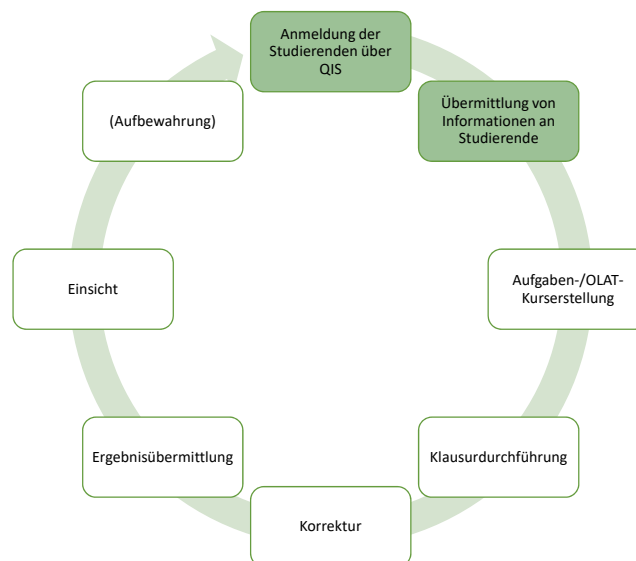 Anmeldung der
Studierenden über
QIS
Übermittlung von
Informationen an
Studierende
Aufgaben-/OLAT-
Kurserstellung
Klausurdurchführung
Korrektur
Ergebnisübermittlung
Einsicht
(Aufbewahrung)